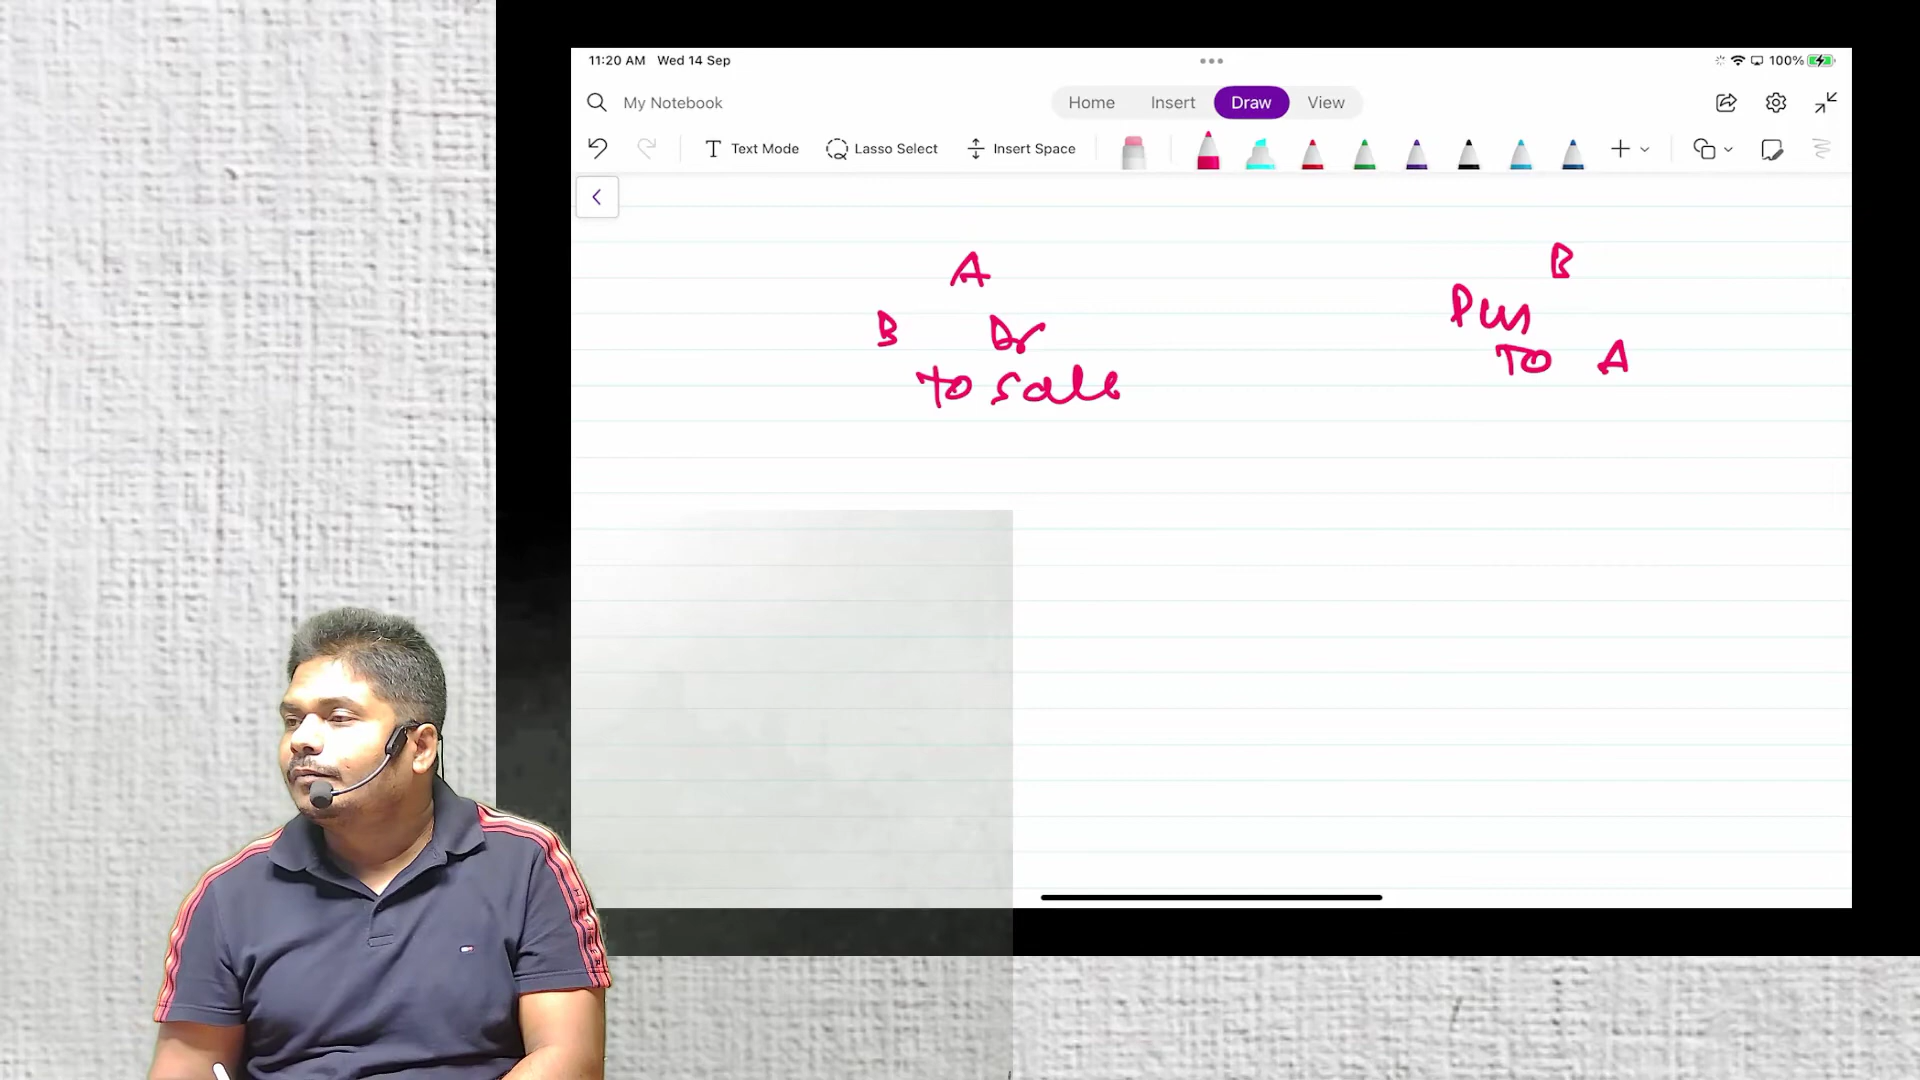 11:20 AM Wed 14 Sep
100%
My Notebook
Home Insert Draw View
Text Mode Lasso Select Insert Space
A
B Dr
To Sale
B
Pur
To A